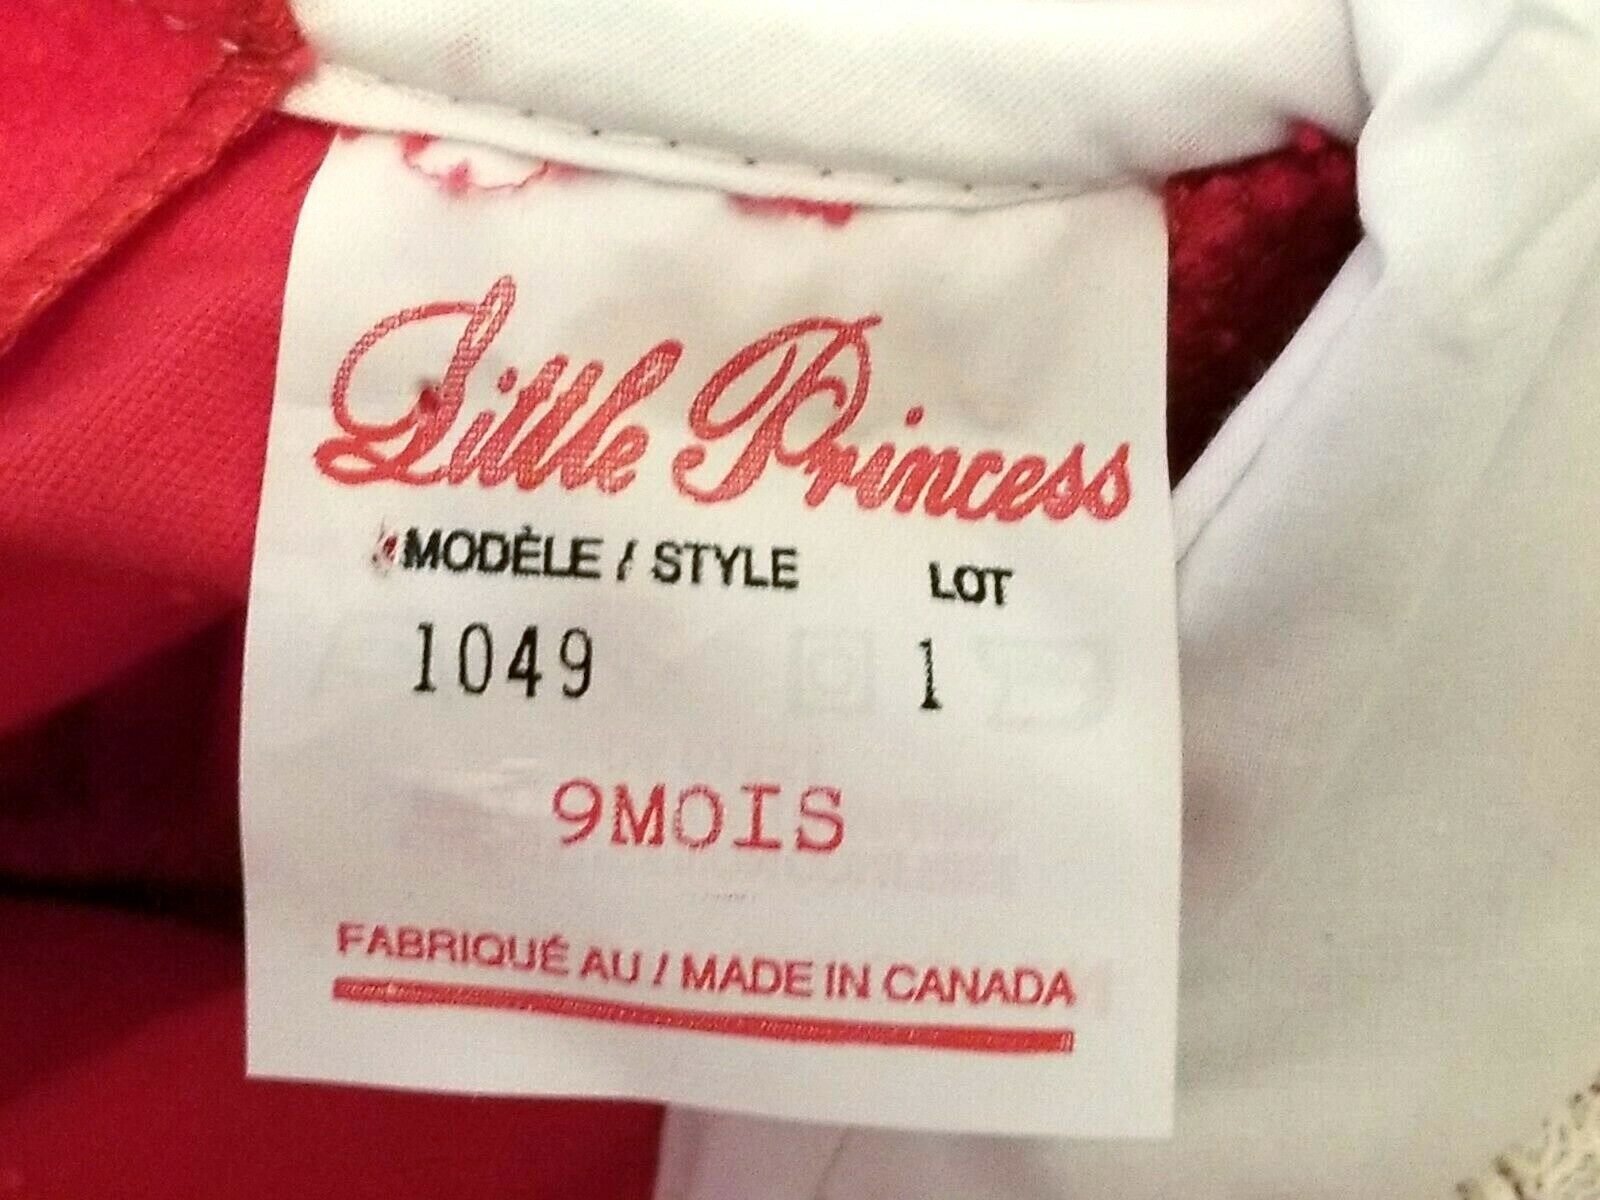 Little Princess
MODÈLE / STYLE LOT
1049 1
9MOIS
FABRIQUÉ AU / MADE IN CANADA